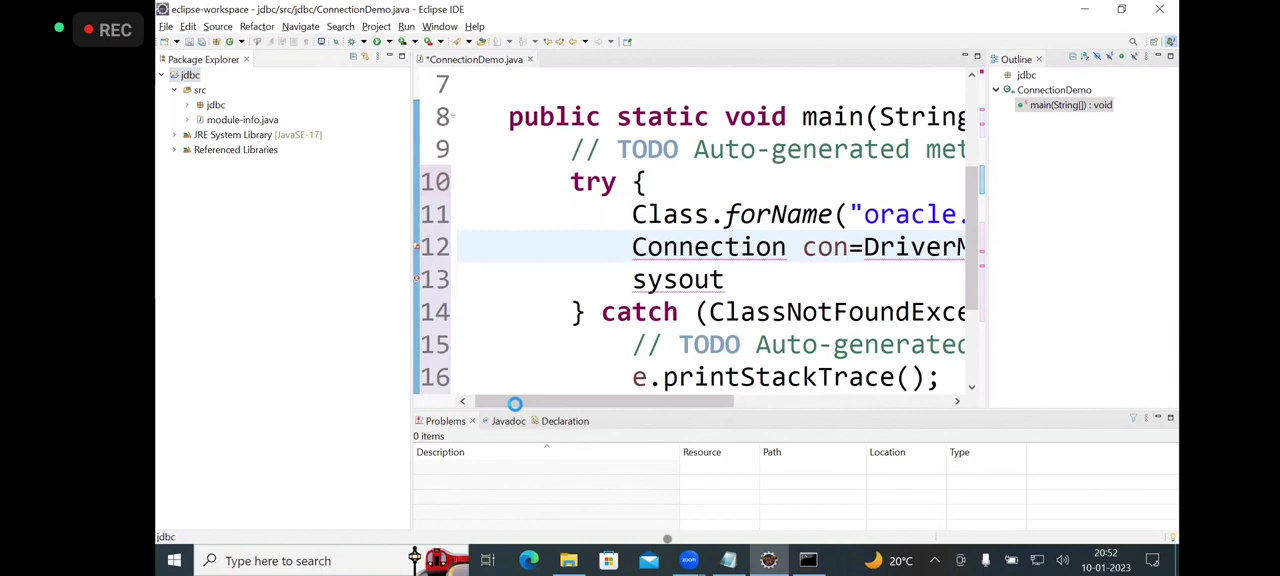 REC
eclipse-workspace - jdbc/src/jdbc/ConnectionDemo.java - Eclipse IDE
File Edit Source Refactor Navigate Search Project Run Window Help
Package Explorer
jdbc
src
jdbc
module-info.java
JRE System Library [JavaSE-17]
Referenced Libraries
*ConnectionDemo.java
7
8 public static void main(String
9 // TODO Auto-generated met
10 try {
11 Class.forName("oracle.
12 Connection con=DriverM
13 sysout
14 } catch (ClassNotFoundExce
15 // TODO Auto-generated
16 e.printStackTrace();
Outline
jdbc
ConnectionDemo
main(String[]) : void
Problems Javadoc Declaration
0 items
Description Resource Path Location Type
jdbc
Type here to search
zoom
20°C
20:52
10-01-2023